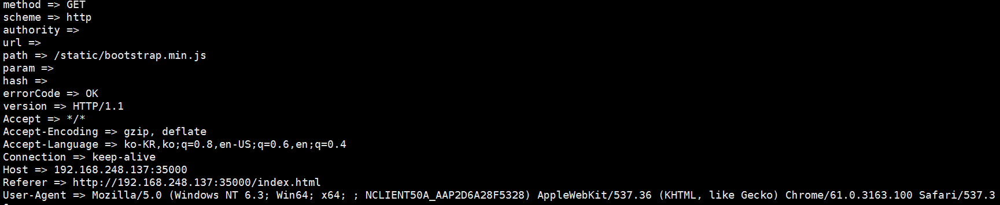 method => GET
scheme => http
authority =>
url =>
path => /static/bootstrap.min.js
param =>
hash =>
errorCode => OK
version => HTTP/1.1
Accept => */*
Accept-Encoding => gzip, deflate
Accept-Language => ko-KR,ko;q=0.8,en-US;q=0.6,en;q=0.4
Connection => keep-alive
Host => 192.168.248.137:35000
Referer => http://192.168.248.137:35000/index.html
User-Agent => Mozilla/5.0 (Windows NT 6.3; Win64; x64; ; NCLIENT50A_AAP2D6A28F5328) AppleWebKit/537.36 (KHTML, like Gecko) Chrome/61.0.3163.100 Safari/537.3